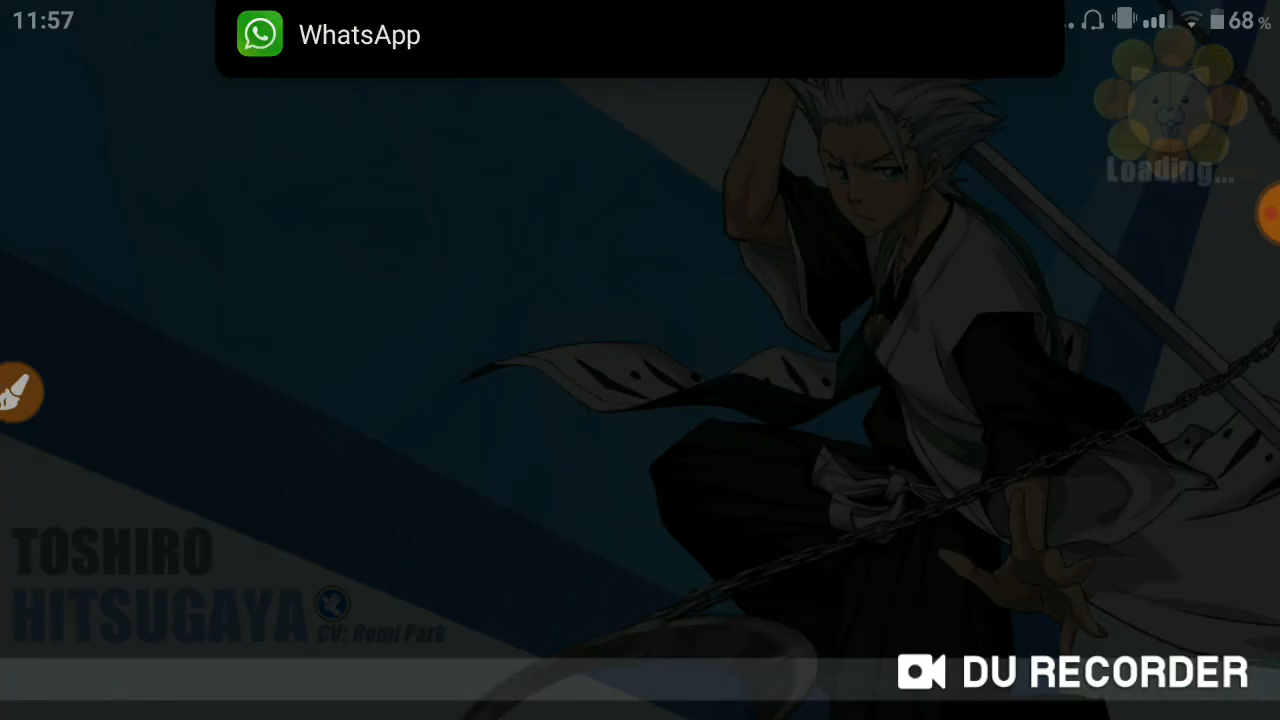 11:57
WhatsApp
68 %
Loading...
TOSHIRO
HITSUGAYA
CV: Romi Park
DU RECORDER